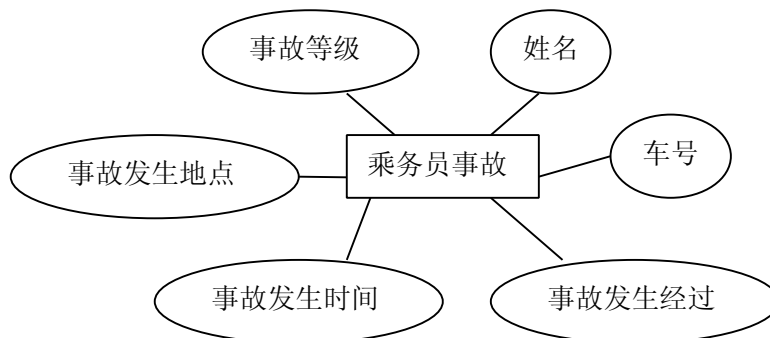 事故等级
姓名
车号
事故发生地点
乘务员事故
事故发生时间
事故发生经过